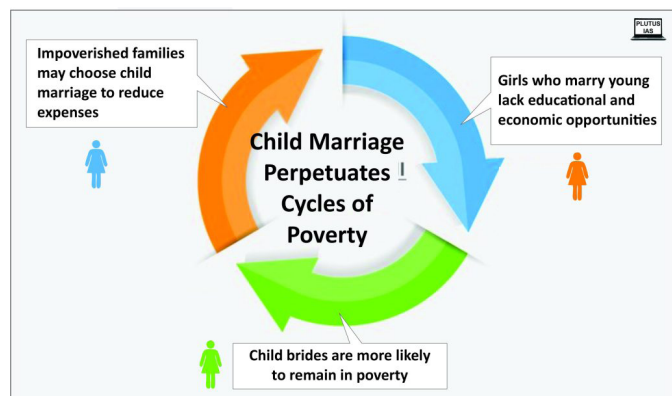 PLUTUS
IAS
Impoverished families
may choose child
marriage to reduce
expenses
Girls who marry young
lack educational and
economic opportunities
Child Marriage
Perpetuates
Cycles of
Poverty
Child brides are more likely
to remain in poverty